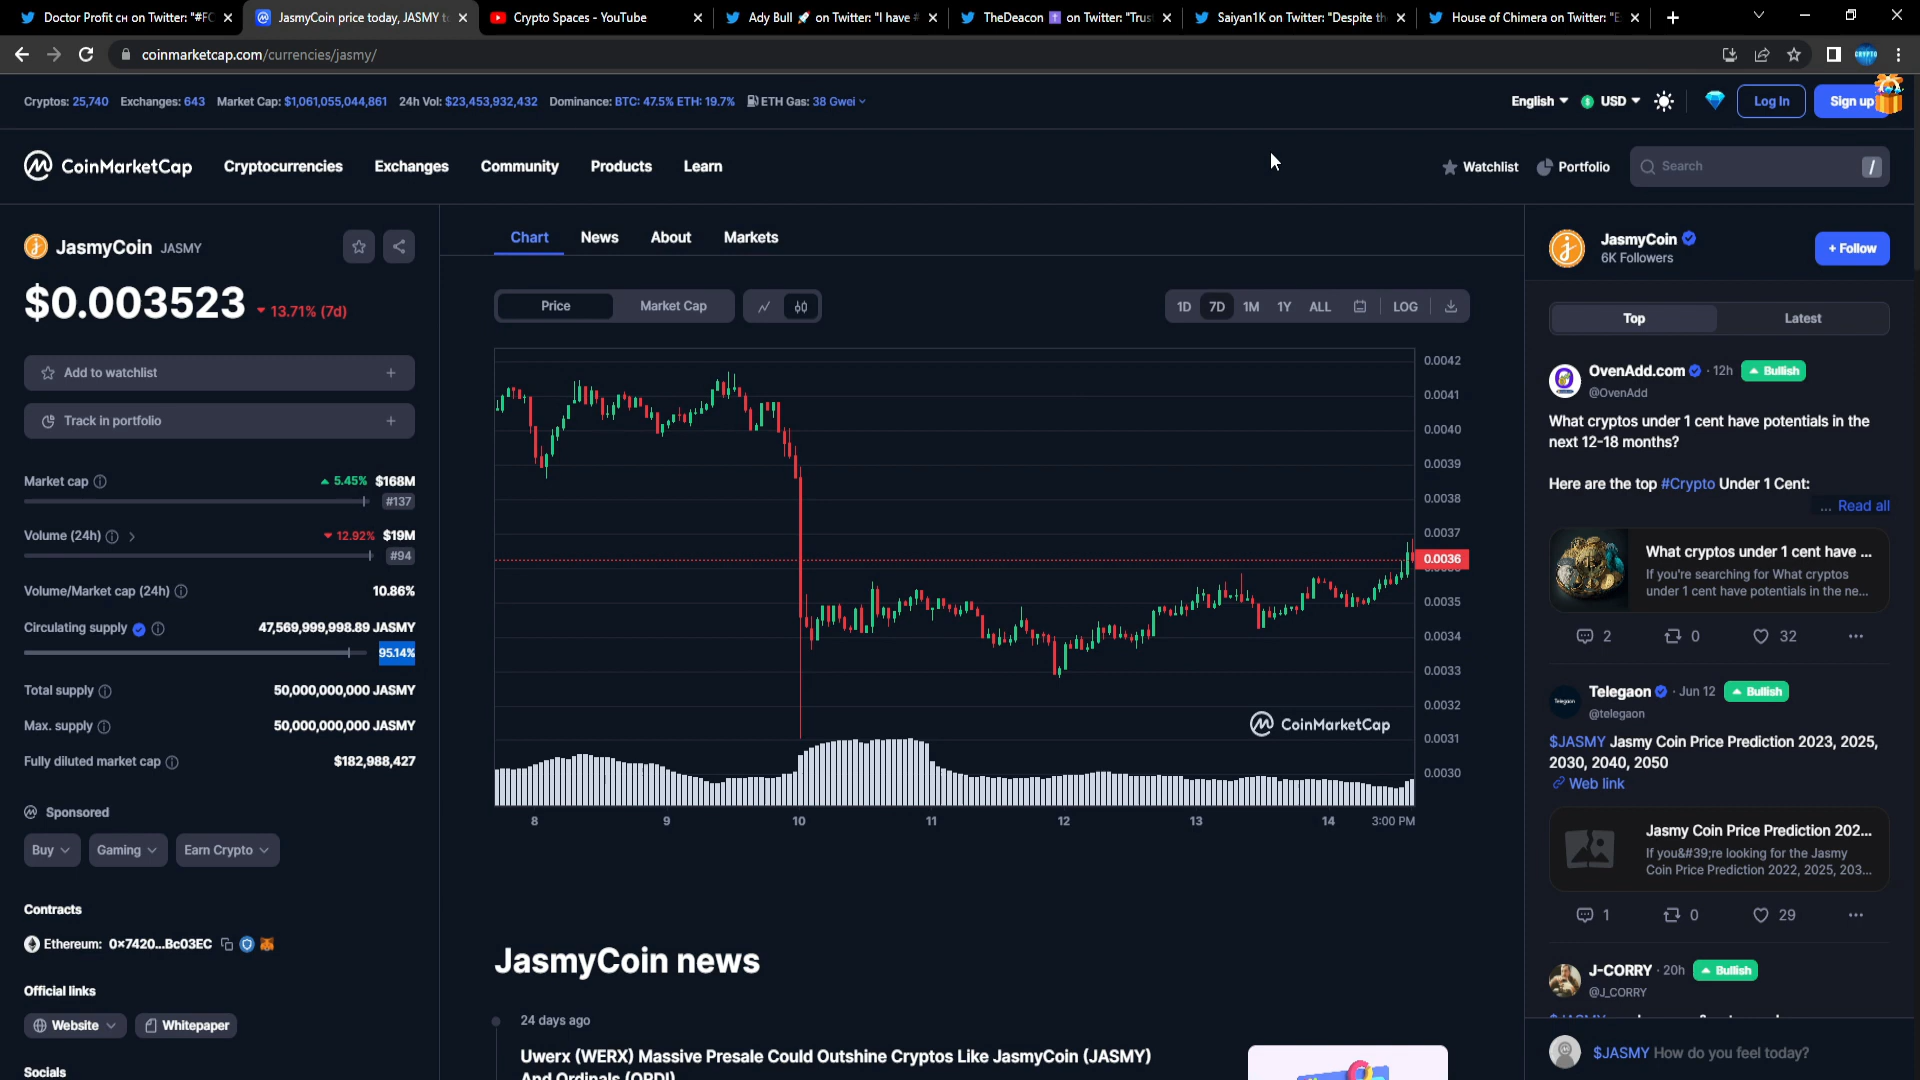 Doctor Profit CH on Twitter: "#FC
JasmyCoin price today, JASMY t
Crypto Spaces - YouTube
Ady Bull 🚀 on Twitter: "I have #
TheDeacon ✝️ on Twitter: "Trus
Saiyan1K on Twitter: "Despite th
House of Chimera on Twitter: "E
coinmarketcap.com/currencies/jasmy/
CRYPTO
Cryptos: 25,740 Exchanges: 643 Market Cap: $1,061,055,044,861 24h Vol: $23,453,932,432 Dominance: BTC: 47.5% ETH: 19.7% ETH Gas: 38 Gwei
English USD Log In Sign up
CoinMarketCap Cryptocurrencies Exchanges Community Products Learn
Watchlist Portfolio Search /
JasmyCoin JASMY
$0.003523 13.71% (7d)
Add to watchlist +
Track in portfolio +
Market cap 5.45% $168M
#137
Volume (24h) 12.92% $19M
#94
Volume/Market cap (24h) 10.86%
Circulating supply 47,569,999,998.89 JASMY
95.14%
Total supply 50,000,000,000 JASMY
Max. supply 50,000,000,000 JASMY
Fully diluted market cap $182,988,427
Sponsored
Buy Gaming Earn Crypto
Contracts
Ethereum: 0x7420...Bc03EC
Official links
Website Whitepaper
Socials
Chart News About Markets
Price Market Cap
1D 7D 1M 1Y ALL LOG
0.0042
0.0041
0.0040
0.0039
0.0038
0.0037
0.0036
0.0035
0.0034
0.0033
0.0032
0.0031
0.0030
CoinMarketCap
8 9 10 11 12 13 14 3:00 PM
JasmyCoin news
24 days ago
Uwerx (WERX) Massive Presale Could Outshine Cryptos Like JasmyCoin (JASMY)
And Ordinals (ORDI)
JasmyCoin
6K Followers
+ Follow
Top Latest
OvenAdd.com · 12h Bullish
@OvenAdd
What cryptos under 1 cent have potentials in the
next 12-18 months?
Here are the top #Crypto Under 1 Cent:
... Read all
What cryptos under 1 cent have ...
If you're searching for What cryptos
under 1 cent have potentials in the ne...
2 0 32 ...
Telegaon · Jun 12 Bullish
@telegaon
$JASMY Jasmy Coin Price Prediction 2023, 2025,
2030, 2040, 2050
Web link
Jasmy Coin Price Prediction 202...
If you&#39;re looking for the Jasmy
Coin Price Prediction 2022, 2025, 203...
1 0 29 ...
J-CORRY · 20h Bullish
@J_CORRY
$JASMY How do you feel today?